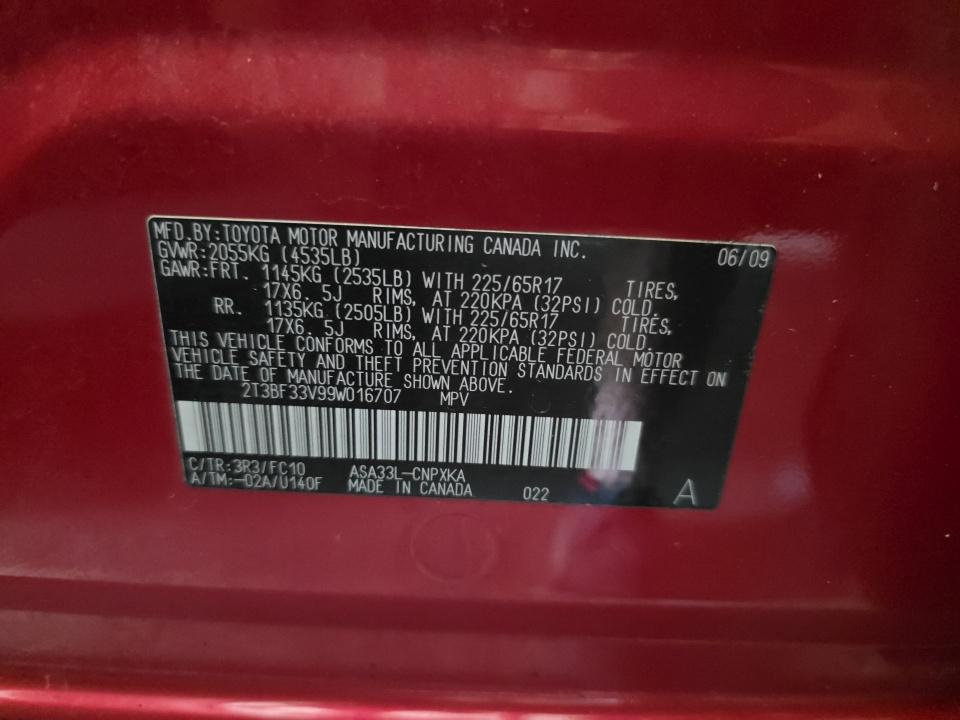 MFD.BY:TOYOTA MOTOR MANUFACTURING CANADA INC.
GVWR:2055KG (4535LB) 06/09
GAWR:FRT. 1145KG (2535LB) WITH 225/65R17 TIRES,
17X6. 5J RIMS, AT 220KPA (32PSI) COLD.
RR. 1135KG (2505LB) WITH 225/65R17 TIRES,
17X6. 5J RIMS, AT 220KPA (32PSI) COLD.
THIS VEHICLE CONFORMS TO ALL APPLICABLE FEDERAL MOTOR
VEHICLE SAFETY AND THEFT PREVENTION STANDARDS IN EFFECT ON
THE DATE OF MANUFACTURE SHOWN ABOVE.
2T3BF33V99W016707 MPV
C/TR:3R3/FC10 ASA33L-CNPXKA
A/TM:-02A/U140F MADE IN CANADA 022 A